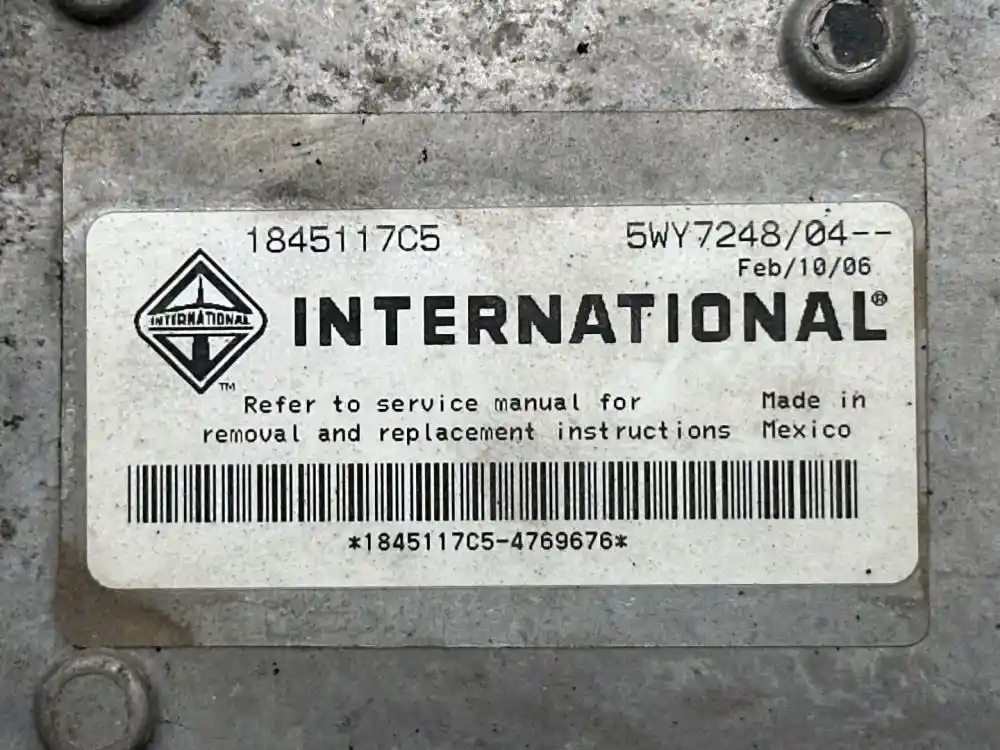 1845117C5 5WY7248/04--
Feb/10/06
INTERNATIONAL
INTERNATIONAL®
TM
Refer to service manual for Made in
removal and replacement instructions Mexico
*1845117C5-4769676*